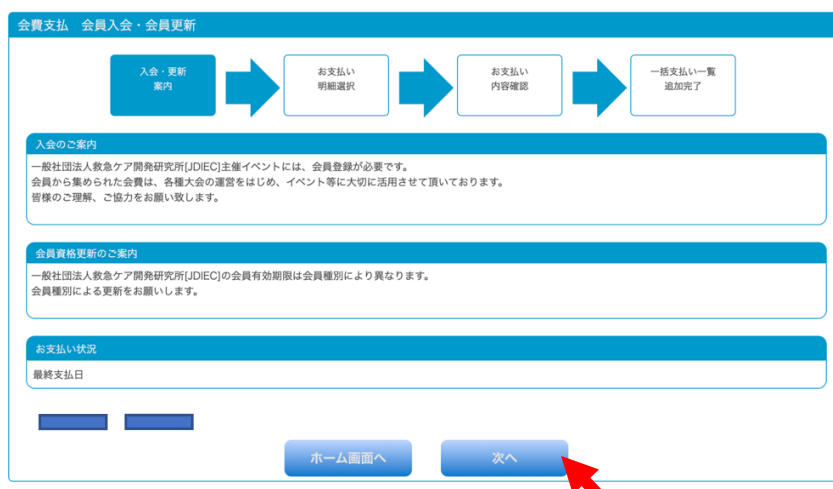 会費支払 会員入会・会員更新
入会・更新
案内
お支払い
明細選択
お支払い
内容確認
一括支払い一覧
追加完了
入会のご案内
一般社団法人救急ケア開発研究所[JDIEC]主催イベントには、会員登録が必要です。
会員から集められた会費は、各種大会の運営をはじめ、イベント等に大切に活用させて頂いております。
皆様のご理解、ご協力をお願い致します。
会員資格更新のご案内
一般社団法人救急ケア開発研究所[JDIEC]の会員有効期限は会員種別により異なります。
会員種別による更新をお願いします。
お支払い状況
最終支払日
ホーム画面へ
次へ